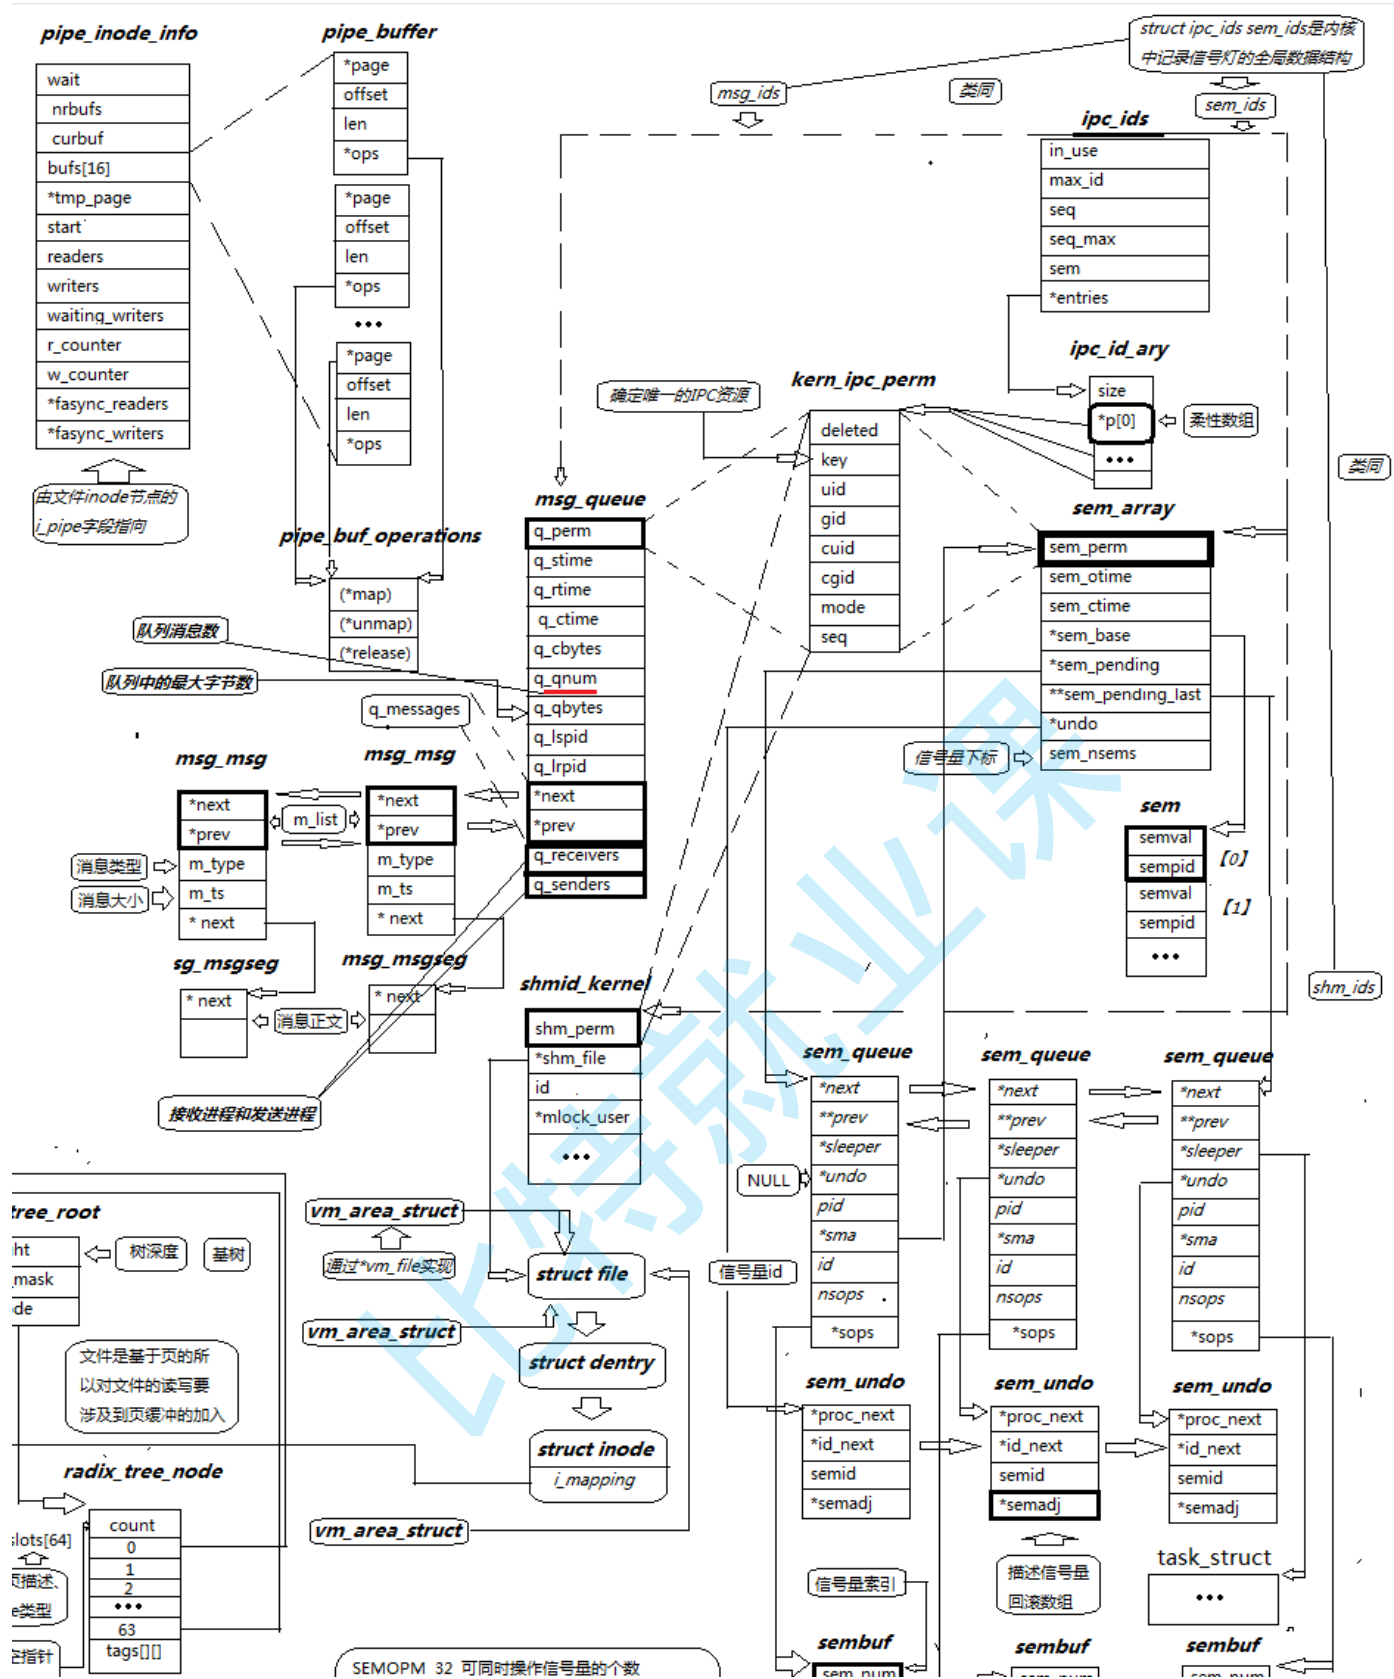 pipe_inode_info
wait
nrbufs
curbuf
bufs[16]
*tmp_page
start
readers
writers
waiting_writers
r_counter
w_counter
*fasync_readers
*fasync_writers
由文件inode节点的
i_pipe字段指向
pipe_buffer
*page
offset
len
*ops
*page
offset
len
*ops
•••
*page
offset
len
*ops
pipe_buf_operations
(*map)
(*unmap)
(*release)
struct ipc_ids sem_ids是内核
中记录信号灯的全局数据结构
msg_ids
类同
sem_ids
ipc_ids
in_use
max_id
seq
seq_max
sem
*entries
ipc_id_ary
size
*p[0]
•••
柔性数组
类同
kern_ipc_perm
确定唯一的IPC资源
deleted
key
uid
gid
cuid
cgid
mode
seq
msg_queue
q_perm
q_stime
q_rtime
q_ctime
q_cbytes
q_qnum
q_qbytes
q_lspid
q_lrpid
*next
*prev
q_receivers
q_senders
队列消息数
队列中的最大字节数
q_messages
sem_array
sem_perm
sem_otime
sem_ctime
*sem_base
*sem_pending
**sem_pending_last
*undo
sem_nsems
信号量下标
msg_msg
*next
*prev
m_type
m_ts
* next
m_list
消息类型
消息大小
msg_msg
*next
*prev
m_type
m_ts
* next
sg_msgseg
* next
消息正文
msg_msgseg
* next
接收进程和发送进程
sem
semval
sempid
【0】
semval
sempid
【1】
•••
shm_ids
shmid_kernel
shm_perm
*shm_file
id
*mlock_user
•••
sem_queue
*next
**prev
*sleeper
*undo
pid
*sma
id
nsops
*sops
NULL
信号量id
sem_queue
*next
**prev
*sleeper
*undo
pid
*sma
id
nsops
*sops
sem_queue
*next
**prev
*sleeper
*undo
pid
*sma
id
nsops
*sops
tree_root
ht
_mask
de
树深度
基树
vm_area_struct
通过*vm_file实现
struct file
vm_area_struct
struct dentry
struct inode
i_mapping
vm_area_struct
文件是基于页的所
以对文件的读写要
涉及到页缓冲的加入
radix_tree_node
count
0
1
2
•••
63
tags[][]
slots[64]
页描述、
e类型
空指针
sem_undo
*proc_next
*id_next
semid
*semadj
sem_undo
*proc_next
*id_next
semid
*semadj
sem_undo
*proc_next
*id_next
semid
*semadj
描述信号量
回滚数组
task_struct
•••
信号量索引
sembuf
sem_num
sembuf
sem_num
sembuf
sem_num
SEMOPM 32 可同时操作信号量的个数
比特就业课